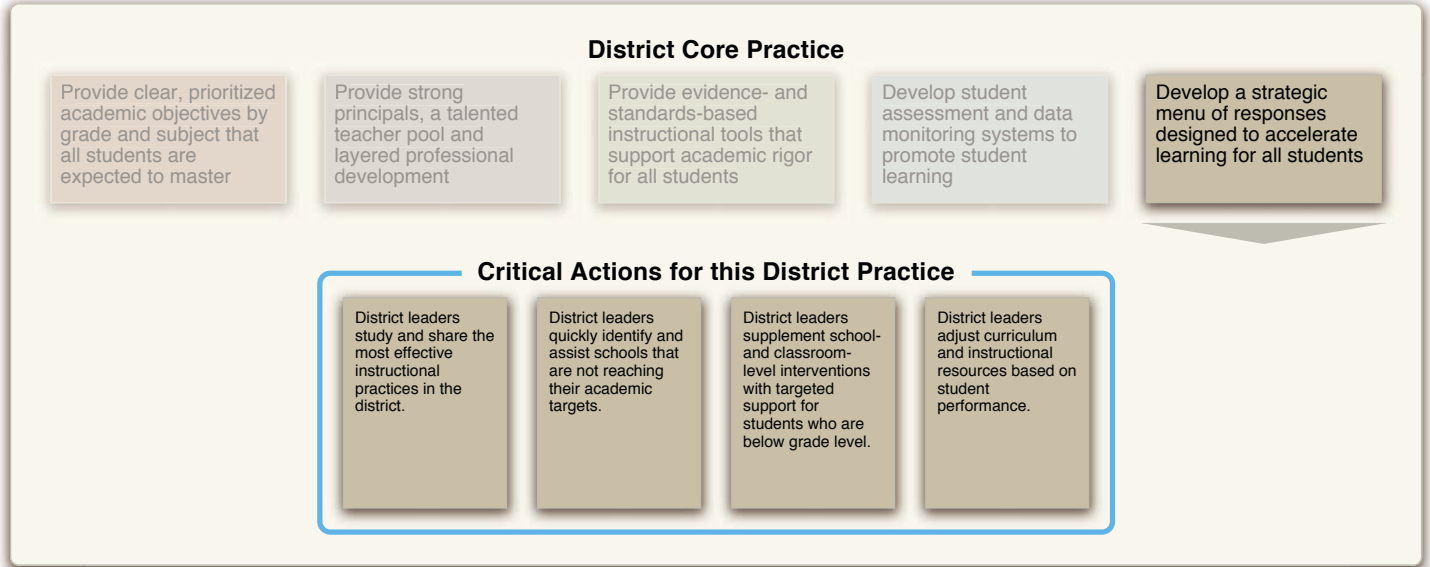 District Core Practice
Provide clear, prioritized
academic objectives by
grade and subject that
all students are
expected to master
Provide strong
principals, a talented
teacher pool and
layered professional
development
Provide evidence- and
standards-based
instructional tools that
support academic rigor
for all students
Develop student
assessment and data
monitoring systems to
promote student
learning
Develop a strategic
menu of responses
designed to accelerate
learning for all students
Critical Actions for this District Practice
District leaders
study and share the
most effective
instructional
practices in the
district.
District leaders
quickly identify and
assist schools that
are not reaching
their academic
targets.
District leaders
supplement school-
and classroom-
level interventions
with targeted
support for
students who are
below grade level.
District leaders
adjust curriculum
and instructional
resources based on
student
performance.